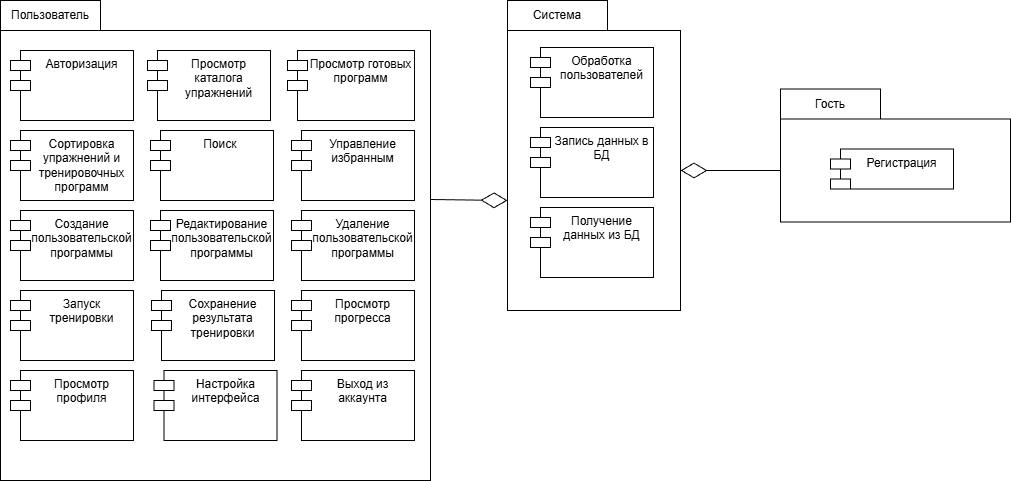 Пользователь
Авторизация
Просмотр
каталога
упражнений
Просмотр готовых
программ
Сортировка
упражнений и
тренировочных
программ
Поиск
Управление
избранным
Создание
пользовательской
программы
Редактирование
пользовательской
программы
Удаление
пользовательской
программы
Запуск
тренировки
Сохранение
результата
тренировки
Просмотр
прогресса
Просмотр
профиля
Настройка
интерфейса
Выход из
аккаунта
Система
Обработка
пользователей
Запись данных в
БД
Получение
данных из БД
Гость
Регистрация